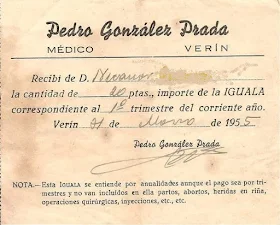 Pedro González Prada
MÉDICO VERÍN
Recibí de D. Nicanor
la cantidad de 20 ptas., importe de la IGUALA
correspondiente al 1º trimestre del corriente año.
Verín 31 de Marzo de 1955
Pedro González Prada
NOTA.—Esta IGUALA se entiende por anualidades aunque el pago sea por tri-
mestres y no van incluídos en ella partos, abortos, heridas en riña,
operaciones quirúrgicas, inyecciones, etc., etc.